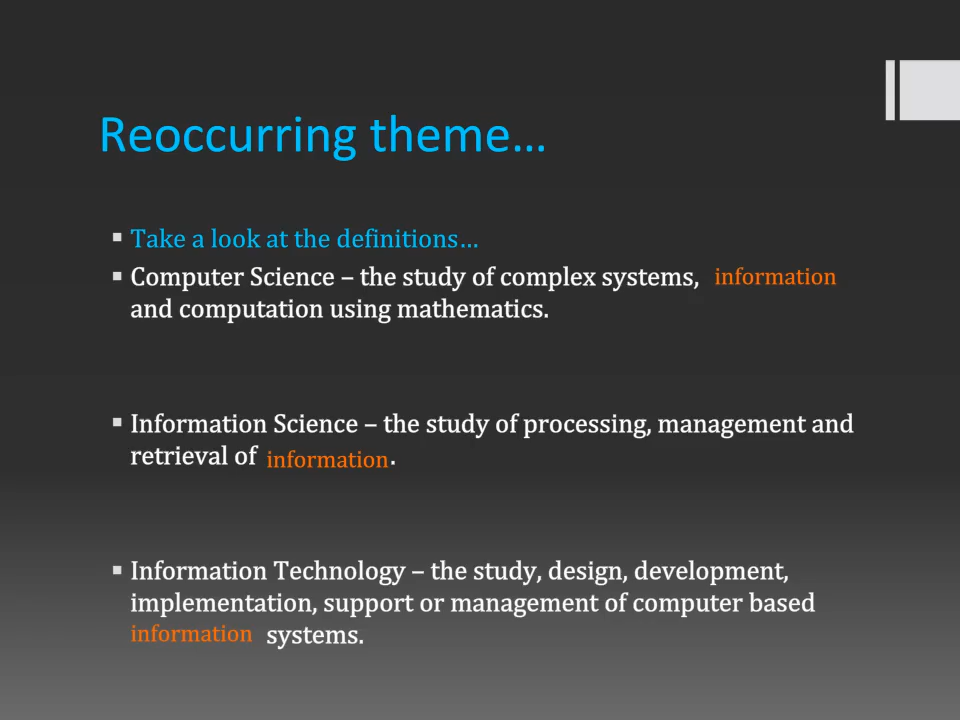 Reoccurring theme…
Take a look at the definitions…
Computer Science – the study of complex systems, information
and computation using mathematics.
Information Science – the study of processing, management and
retrieval of information.
Information Technology – the study, design, development,
implementation, support or management of computer based
information systems.